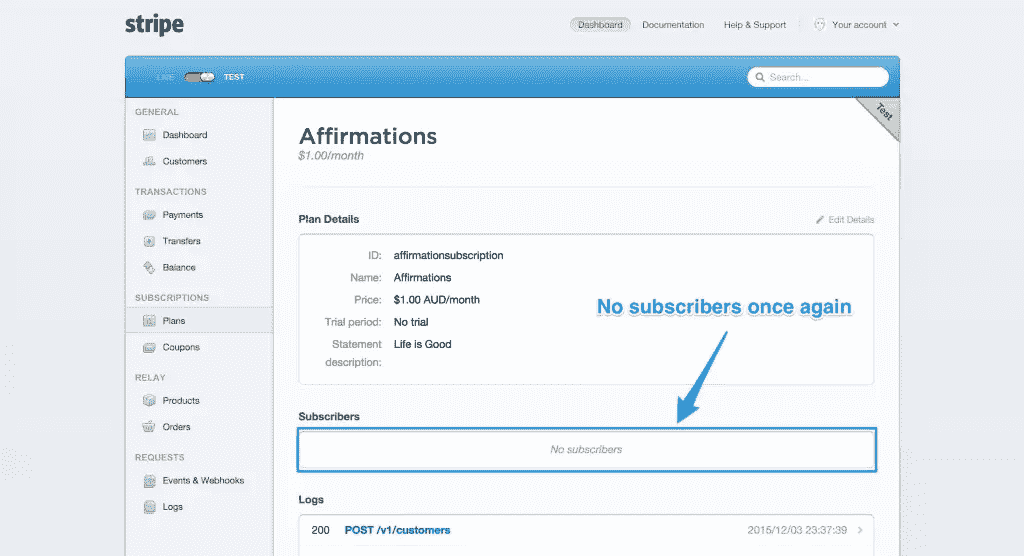 stripe
Dashboard Documentation Help & Support Your account
LIVE TEST Search...
Test
GENERAL
Dashboard
Customers
TRANSACTIONS
Payments
Transfers
Balance
SUBSCRIPTIONS
Plans
Coupons
RELAY
Products
Orders
REQUESTS
Events & Webhooks
Logs
Affirmations
$1.00/month
Plan Details Edit Details
ID: affirmationsubscription
Name: Affirmations
Price: $1.00 AUD/month
Trial period: No trial
Statement Life is Good
description:
No subscribers once again
Subscribers
No subscribers
Logs
200 POST /v1/customers 2015/12/03 23:37:39